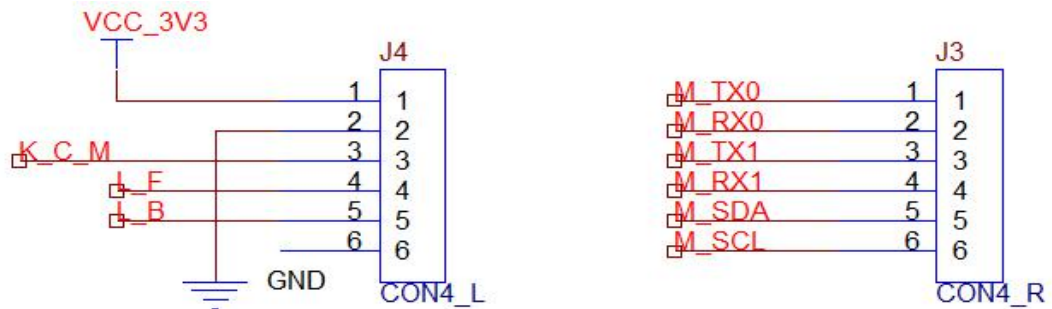 VCC_3V3
J4
1 1
2 2
K_C_M 3 3
L_F 4 4
L_B 5 5
6 6
GND
CON4_L
J3
M_TX0 1 1
M_RX0 2 2
M_TX1 3 3
M_RX1 4 4
M_SDA 5 5
M_SCL 6 6
CON4_R